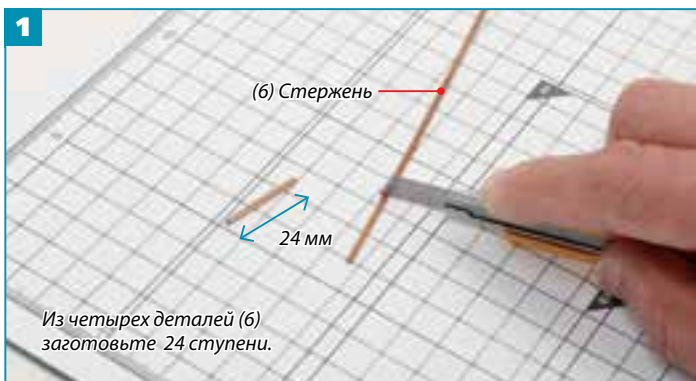 1
(6) Стержень
24 мм
Из четырех деталей (6)
заготовьте 24 ступени.